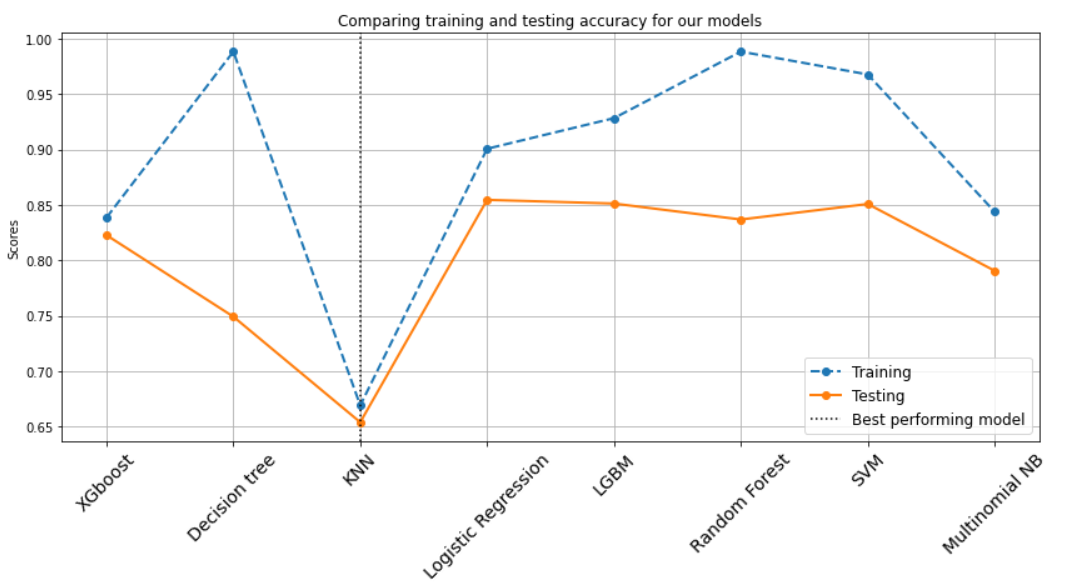 Comparing training and testing accuracy for our models
1.00
0.95
0.90
0.85
0.80
0.75
0.70
0.65
Scores
Training
Testing
Best performing model
XGboost
Decision tree
KNN
Logistic Regression
LGBM
Random Forest
SVM
Multinomial NB